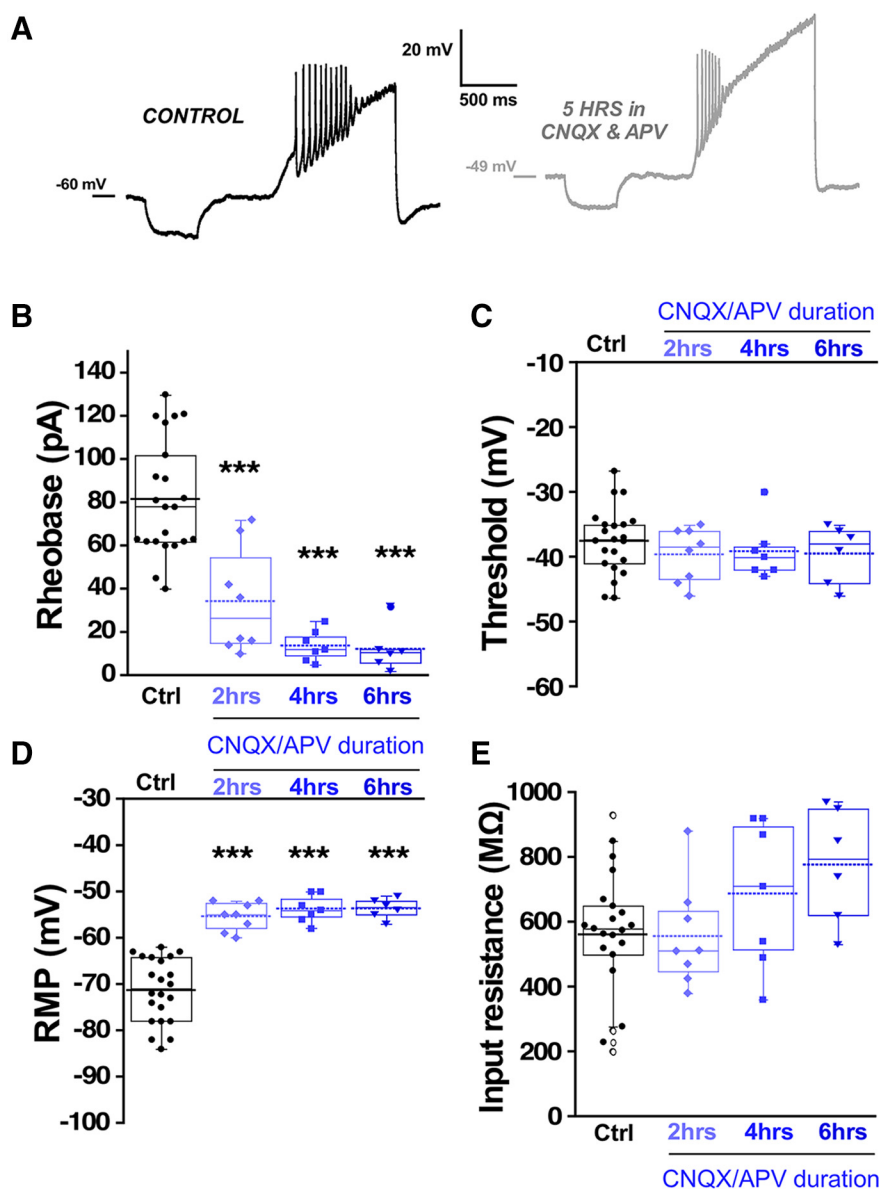 A
20 mV
500 ms
CONTROL
5 HRS in
CNQX & APV
-60 mV
-49 mV
B
Rheobase (pA)
140
120
100
80
60
40
20
0
***
***
***
Ctrl
2hrs
4hrs
6hrs
CNQX/APV duration
C
CNQX/APV duration
Ctrl
2hrs
4hrs
6hrs
Threshold (mV)
-10
-20
-30
-40
-50
-60
D
Ctrl
2hrs
4hrs
6hrs
RMP (mV)
-30
-40
-50
-60
-70
-80
-90
-100
***
***
***
E
Input resistance (MΩ)
1000
800
600
400
200
0
Ctrl
2hrs
4hrs
6hrs
CNQX/APV duration